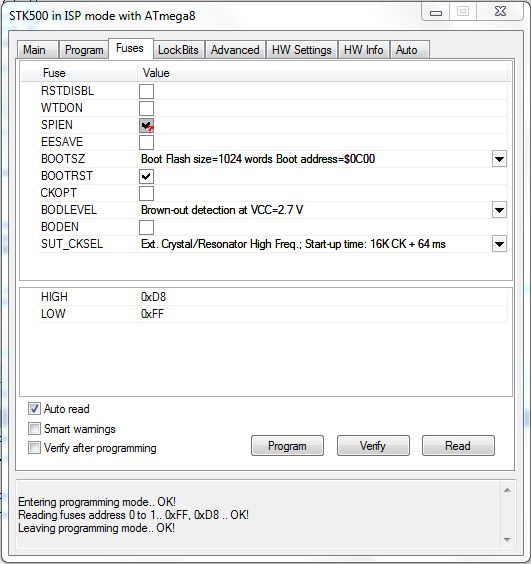 STK500 in ISP mode with ATmega8
Main Program Fuses LockBits Advanced HW Settings HW Info Auto
Fuse Value
RSTDISBL
WTDON
SPIEN
EESAVE
BOOTSZ Boot Flash size=1024 words Boot address=$0C00
BOOTRST
CKOPT
BODLEVEL Brown-out detection at VCC=2.7 V
BODEN
SUT_CKSEL Ext. Crystal/Resonator High Freq.; Start-up time: 16K CK + 64 ms
HIGH 0xD8
LOW 0xFF
Auto read
Smart warnings
Verify after programming
Program Verify Read
Entering programming mode.. OK!
Reading fuses address 0 to 1.. 0xFF, 0xD8 .. OK!
Leaving programming mode.. OK!